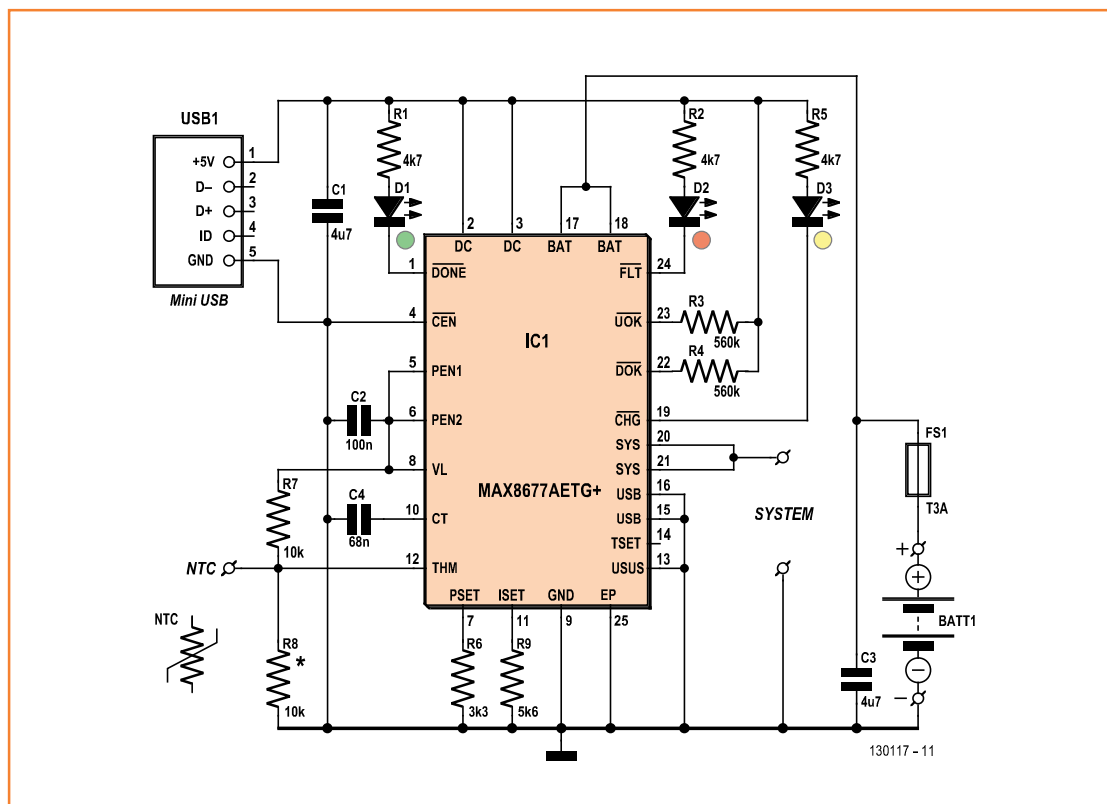 USB1
+5V 1
D– 2
D+ 3
ID 4
GND 5
Mini USB
C1
4u7
R1
4k7
D1
2
DC
3
DC
17
BAT
18
BAT
R2
4k7
D2
R5
4k7
D3
1 DONE
4 CEN
5 PEN1
6 PEN2
8 VL
10 CT
12 THM
IC1
MAX8677AETG+
FLT 24
UOK 23
DOK 22
CHG 19
SYS 20
SYS 21
USB 16
USB 15
TSET 14
USUS 13
PSET
7
ISET
11
GND
9
EP
25
R3
560k
R4
560k
C2
100n
C4
68n
R7
10k
NTC
NTC
R8 *
10k
R6
3k3
R9
5k6
SYSTEM
FS1
T3A
+
+
BATT1
–
–
C3
4u7
130117 - 11